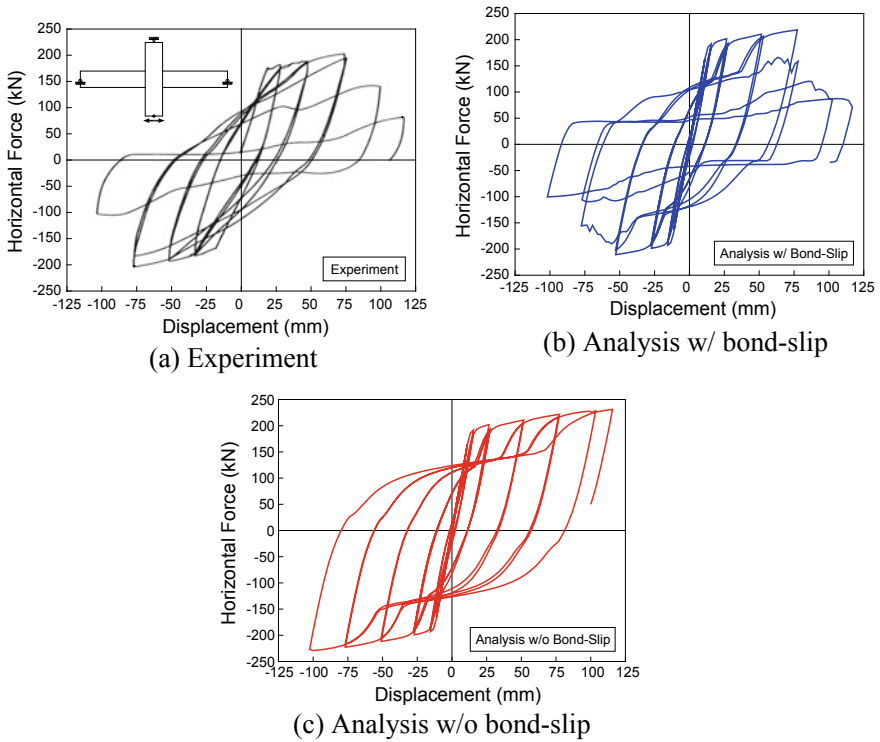 250
200
150
100
50
0
-50
-100
-150
-200
250
-125 -100 -75 -50 -25 0 25 50 75 100 125
Horizontal Force (kN)
Displacement (mm)
Experiment
(a) Experiment
250
200
150
100
50
0
-50
-100
-150
-200
250
-125 -100 -75 -50 -25 0 25 50 75 100 125
Horizontal Force (kN)
Displacement (mm)
Analysis w/ Bond-Slip
(b) Analysis w/ bond-slip
250
200
150
100
50
0
-50
-100
-150
-200
250
-125 -100 -75 -50 -25 0 25 50 75 100 125
Horizontal Force (kN)
Displacement (mm)
Analysis w/o Bond-Slip
(c) Analysis w/o bond-slip